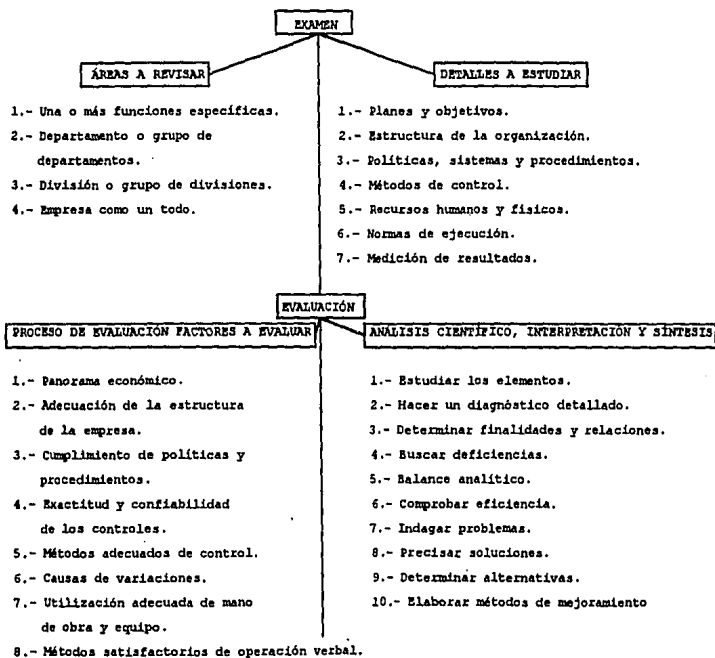 EXAMEN
ÁREAS A REVISAR
1.- Una o más funciones específicas.
2.- Departamento o grupo de
departamentos.
3.- División o grupo de divisiones.
4.- Empresa como un todo.
DETALLES A ESTUDIAR
1.- Planes y objetivos.
2.- Estructura de la organización.
3.- Políticas, sistemas y procedimientos.
4.- Métodos de control.
5.- Recursos humanos y físicos.
6.- Normas de ejecución.
7.- Medición de resultados.
EVALUACIÓN
PROCESO DE EVALUACIÓN FACTORES A EVALUAR
1.- Panorama económico.
2.- Adecuación de la estructura
de la empresa.
3.- Cumplimiento de políticas y
procedimientos.
4.- Exactitud y confiabilidad
de los controles.
5.- Métodos adecuados de control.
6.- Causas de variaciones.
7.- Utilización adecuada de mano
de obra y equipo.
8.- Métodos satisfactorios de operación verbal.
ANÁLISIS CIENTÍFICO, INTERPRETACIÓN Y SÍNTESIS
1.- Estudiar los elementos.
2.- Hacer un diagnóstico detallado.
3.- Determinar finalidades y relaciones.
4.- Buscar deficiencias.
5.- Balance analítico.
6.- Comprobar eficiencia.
7.- Indagar problemas.
8.- Precisar soluciones.
9.- Determinar alternativas.
10.- Elaborar métodos de mejoramiento